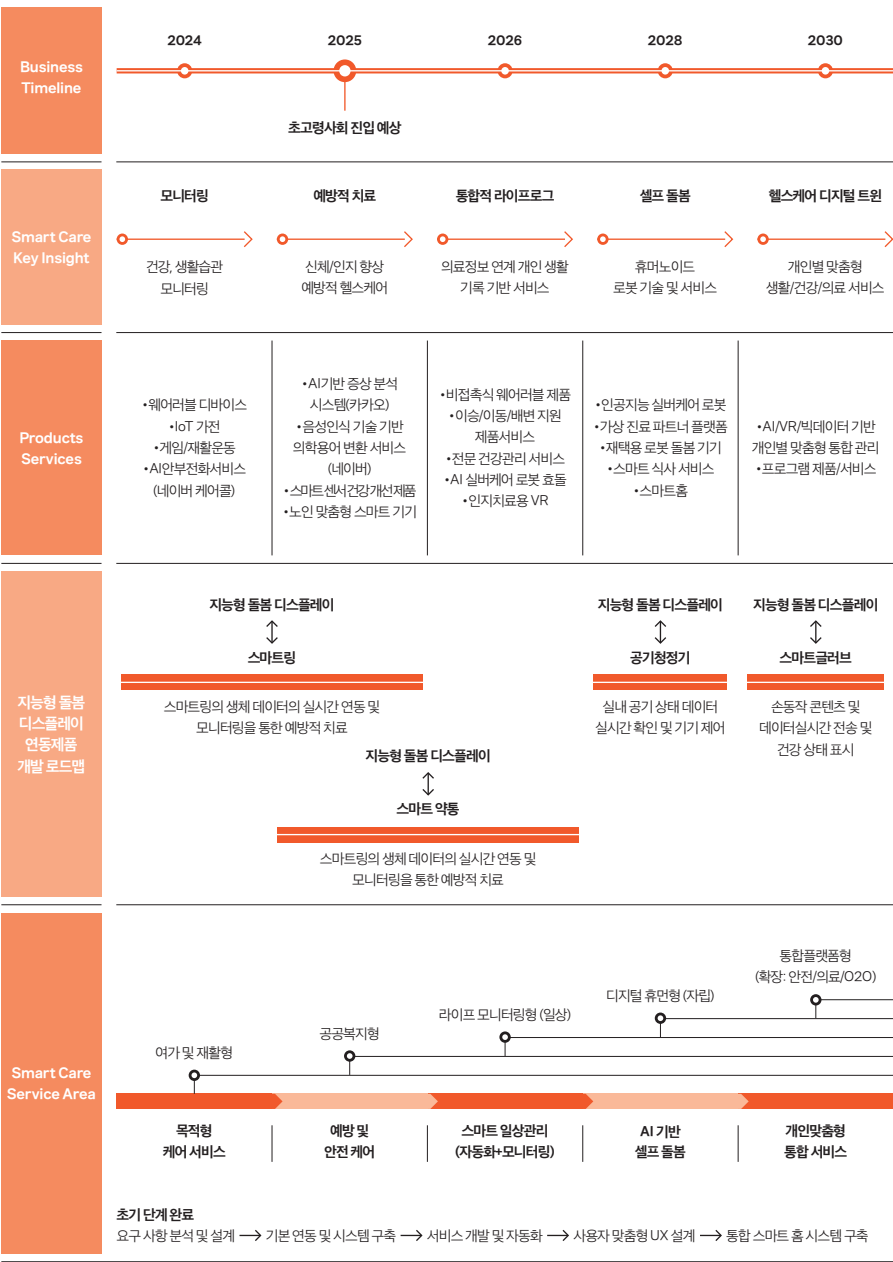 Business
Timeline
2024
2025
2026
2028
2030
초고령사회 진입 예상
Smart Care
Key Insight
모니터링
건강, 생활습관
모니터링
예방적 치료
신체/인지 향상
예방적 헬스케어
통합적 라이프로그
의료정보 연계 개인 생활
기록 기반 서비스
셀프 돌봄
휴머노이드
로봇 기술 및 서비스
헬스케어 디지털 트윈
개인별 맞춤형
생활/건강/의료 서비스
Products
Services
•웨어러블 디바이스
•IoT 가전
•게임/재활운동
•AI안부전화서비스
(네이버 케어콜)
•AI기반 증상 분석
시스템(카카오)
•음성인식 기술 기반
의학용어 변환 서비스
(네이버)
•스마트센서건강개선제품
•노인 맞춤형 스마트 기기
•비접촉식 웨어러블 제품
•이승/이동/배변 지원
제품서비스
•전문 건강관리 서비스
•AI 실버케어 로봇 효돌
•인지치료용 VR
•인공지능 실버케어 로봇
•가상 진료 파트너 플랫폼
•재택용 로봇 돌봄 기기
•스마트 식사 서비스
•스마트홈
•AI/VR/빅데이터 기반
개인별 맞춤형 통합 관리
•프로그램 제품/서비스
지능형 돌봄
디스플레이
연동제품
개발 로드맵
지능형 돌봄 디스플레이
스마트링
스마트링의 생체 데이터의 실시간 연동 및
모니터링을 통한 예방적 치료
지능형 돌봄 디스플레이
스마트 약통
스마트링의 생체 데이터의 실시간 연동 및
모니터링을 통한 예방적 치료
지능형 돌봄 디스플레이
공기청정기
실내 공기 상태 데이터
실시간 확인 및 기기 제어
지능형 돌봄 디스플레이
스마트글러브
손동작 콘텐츠 및
데이터실시간 전송 및
건강 상태 표시
Smart Care
Service Area
여가 및 재활형
공공복지형
라이프 모니터링형 (일상)
디지털 휴먼형 (자립)
통합플랫폼형
(확장: 안전/의료/O2O)
목적형
케어 서비스
예방 및
안전 케어
스마트 일상관리
(자동화+모니터링)
AI 기반
셀프 돌봄
개인맞춤형
통합 서비스
초기 단계 완료
요구 사항 분석 및 설계 → 기본 연동 및 시스템 구축 → 서비스 개발 및 자동화 → 사용자 맞춤형 UX 설계 → 통합 스마트 홈 시스템 구축